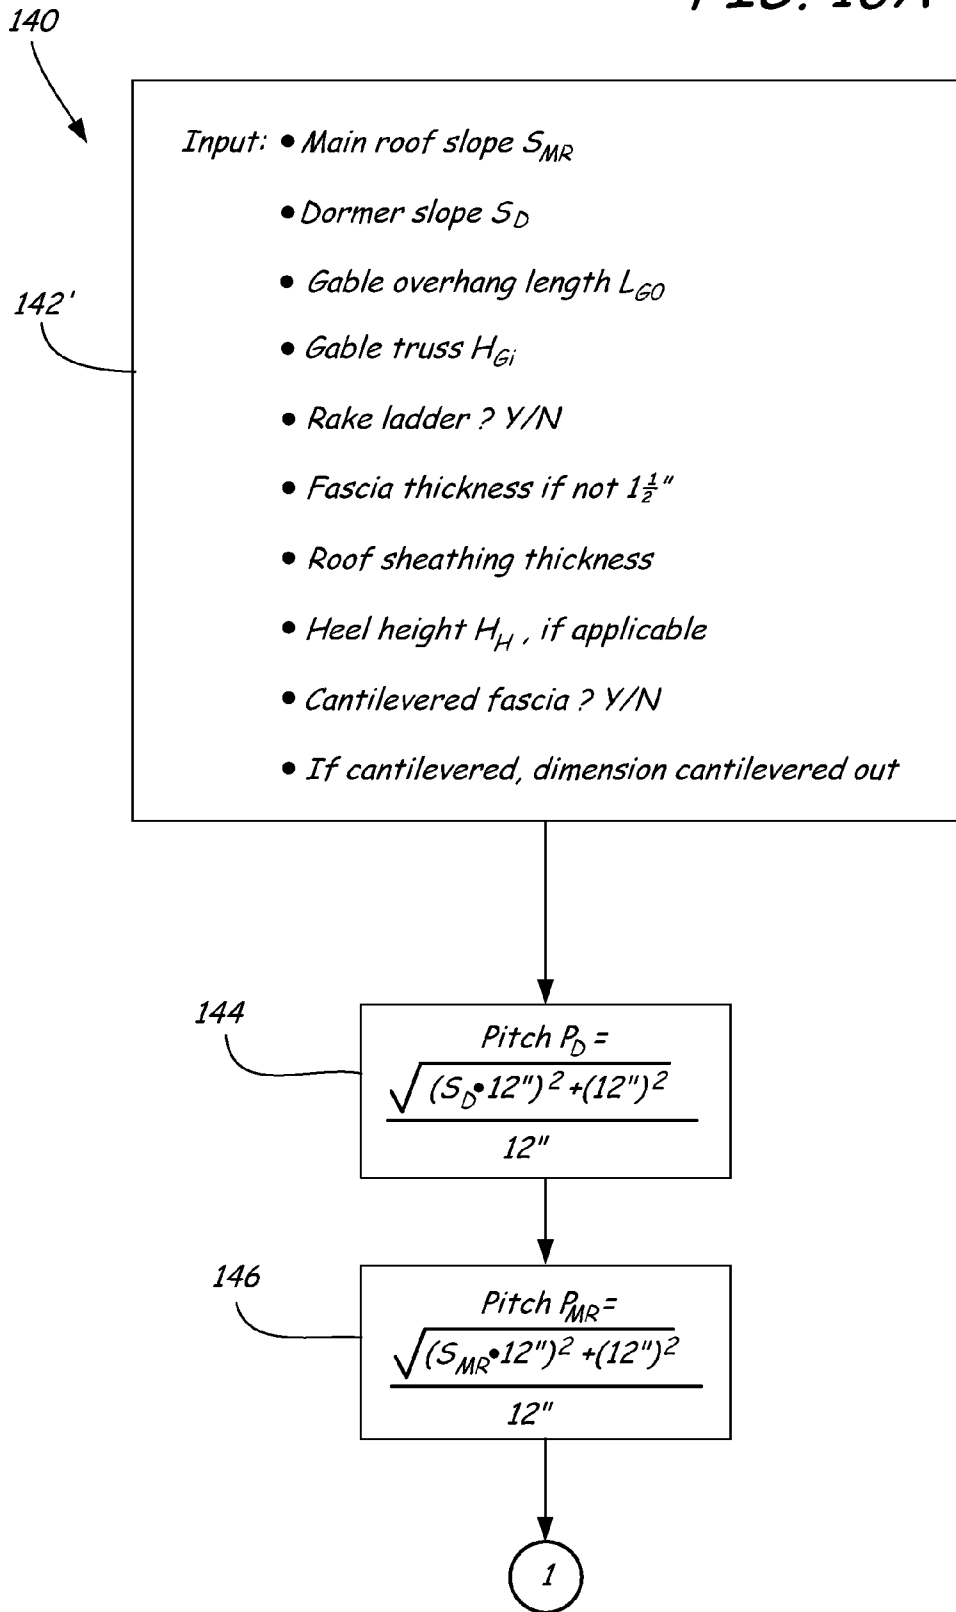 140
Input: • Main roof slope S_MR
• Dormer slope S_D
• Gable overhang length L_GO
142'
• Gable truss H_Gi
• Rake ladder ? Y/N
• Fascia thickness if not 1½"
• Roof sheathing thickness
• Heel height H_H , if applicable
• Cantilevered fascia ? Y/N
• If cantilevered, dimension cantilevered out
144
Pitch P_D =
√(S_D•12")² +(12")²
12"
146
Pitch P_MR =
√(S_MR•12")² +(12")²
12"
1